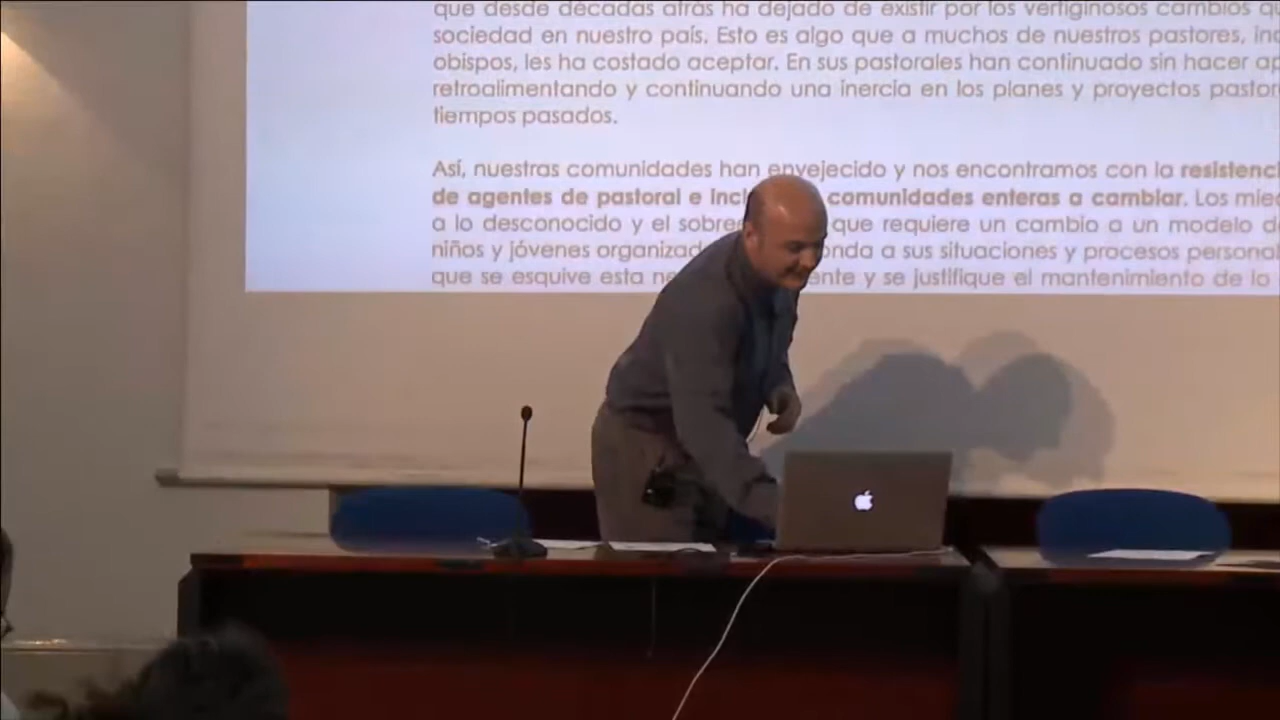 que desde décadas atrás ha dejado de existir por los vertiginosos cambios
sociedad en nuestro país. Esto es algo que a muchos de nuestros pastores,
obispos, les ha costado aceptar. En sus pastorales han continuado sin hacer
retroalimentando y continuando una inercia en los planes y proyectos
tiempos pasados.
Así, nuestras comunidades han envejecido y nos encontramos con la
de agentes de pastoral e comunidades enteras a cambiar. Los
a lo desconocido y el que requiere un cambio a un modelo
niños y jóvenes a sus situaciones y procesos
que se esquive esta y se justifique el mantenimiento de lo